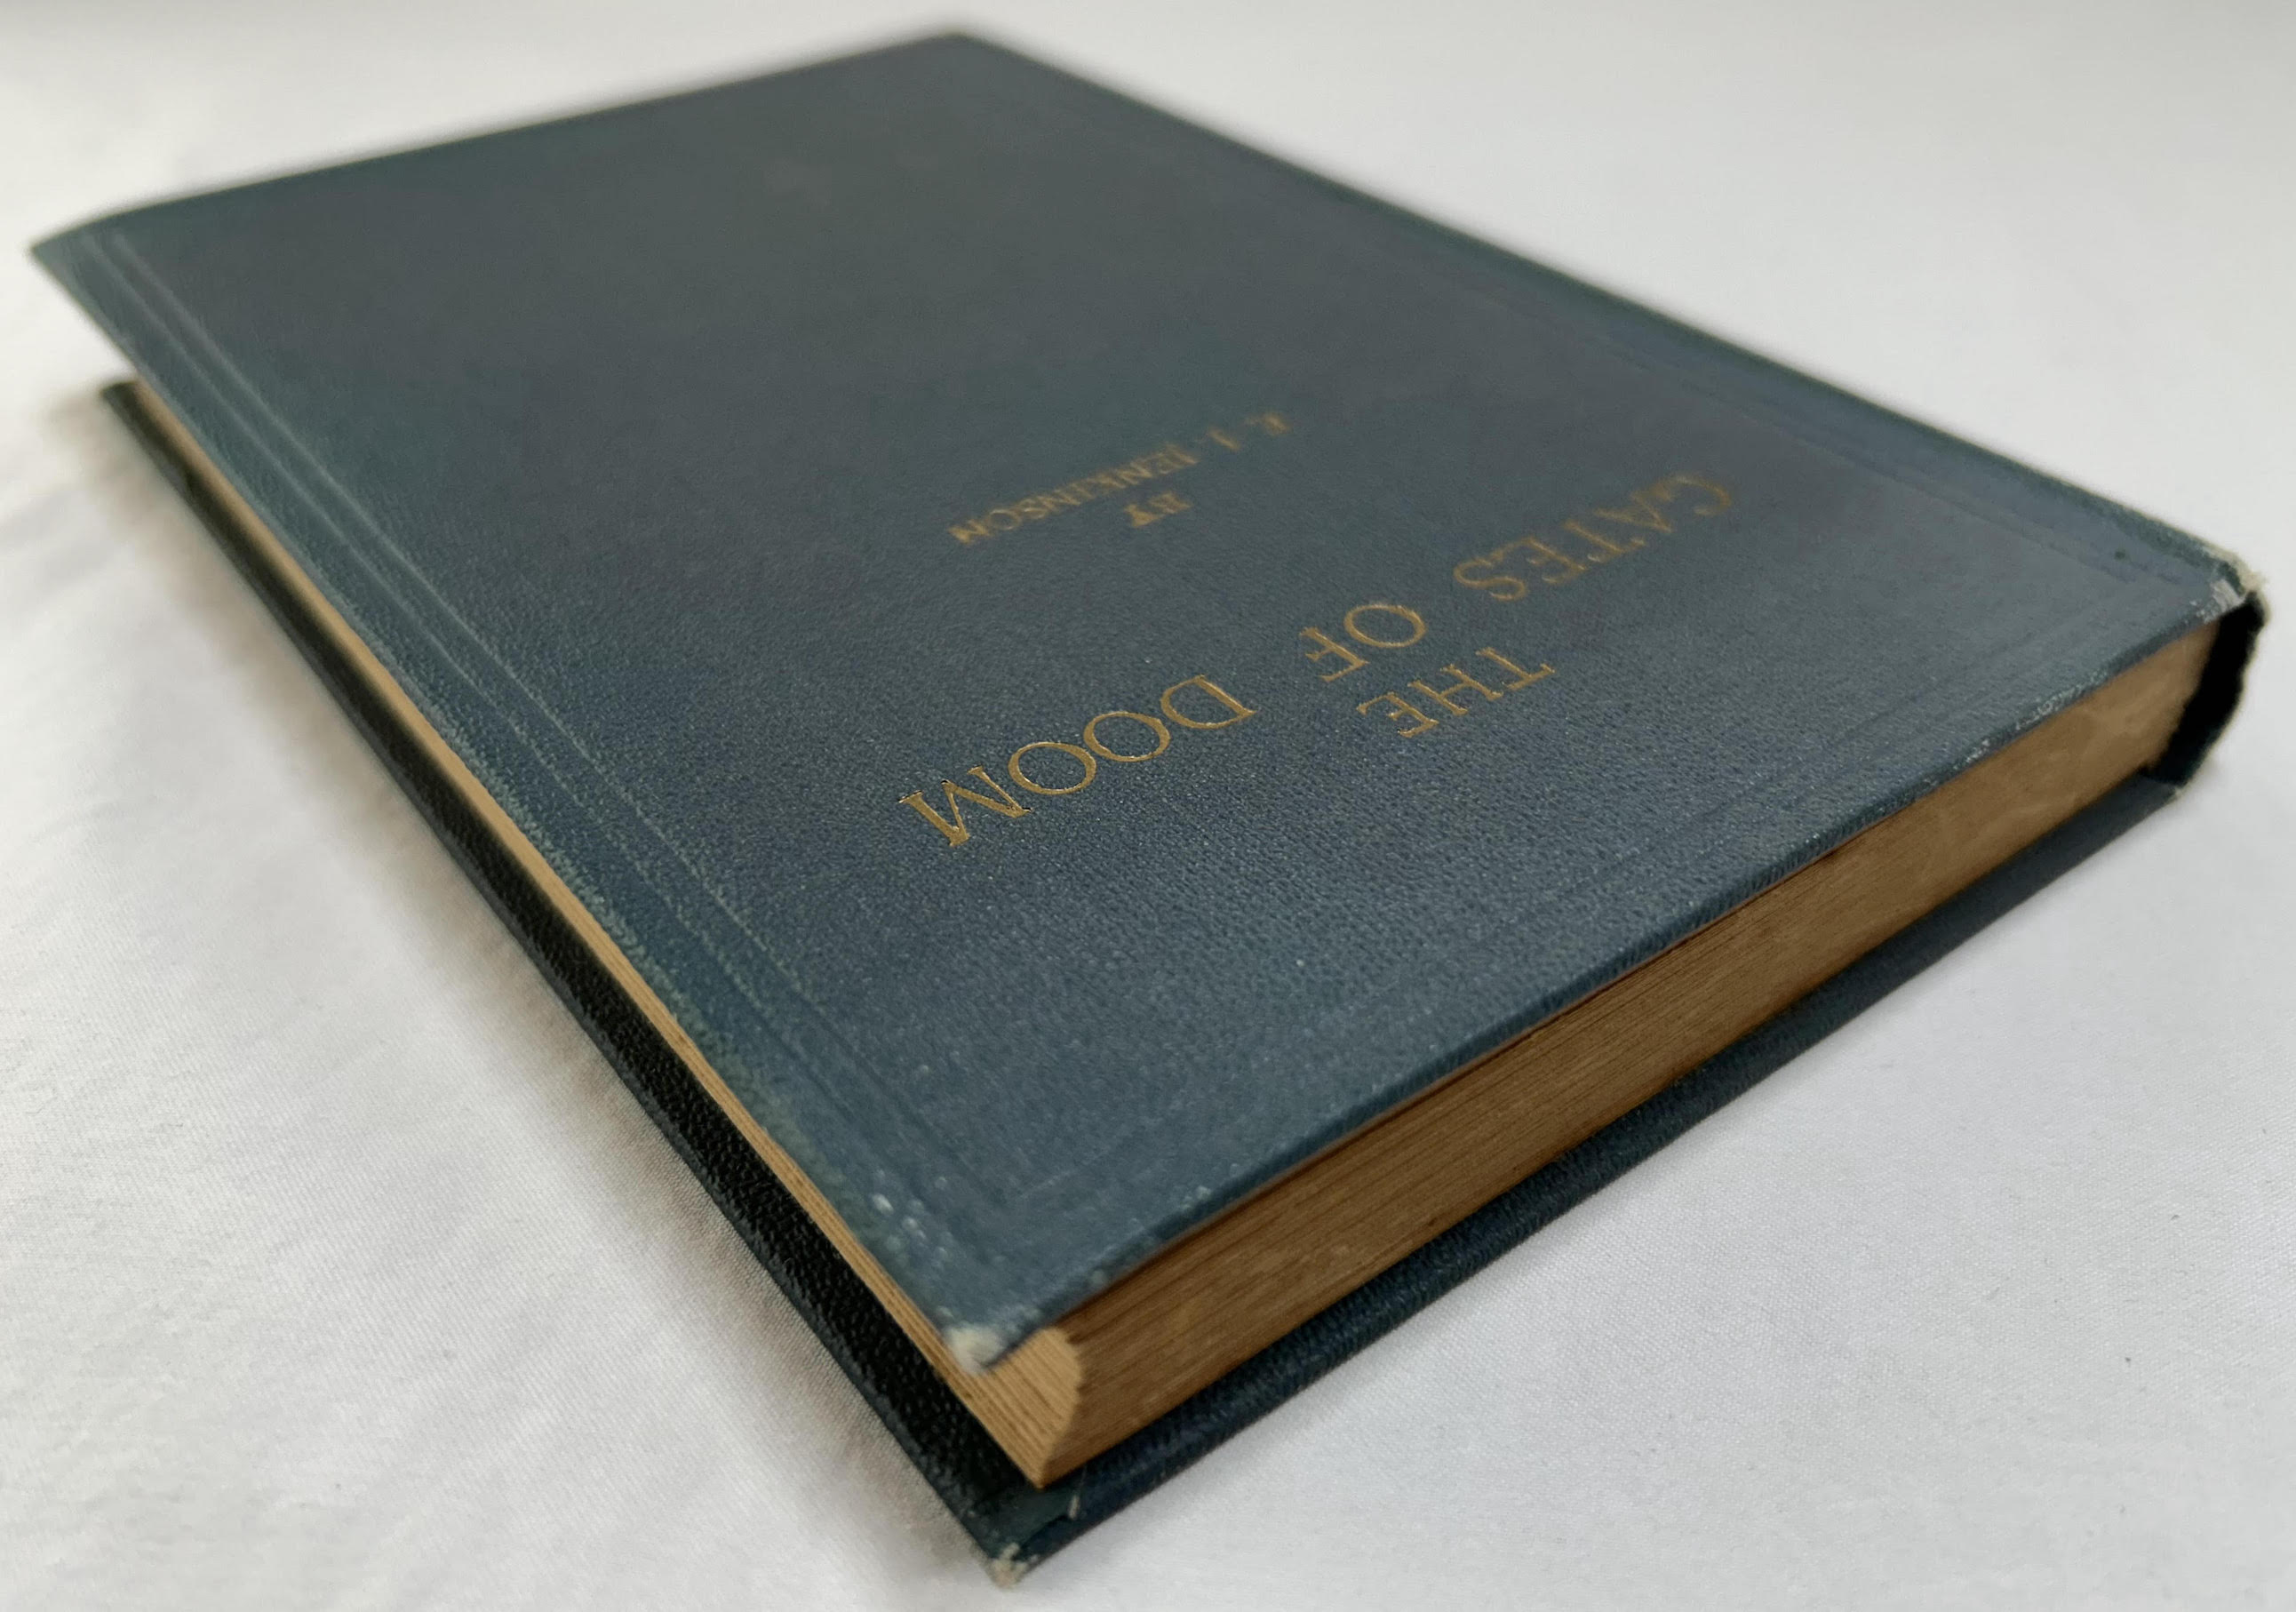 THE
GATES OF DOOM
BY
E. J. JENKINSON